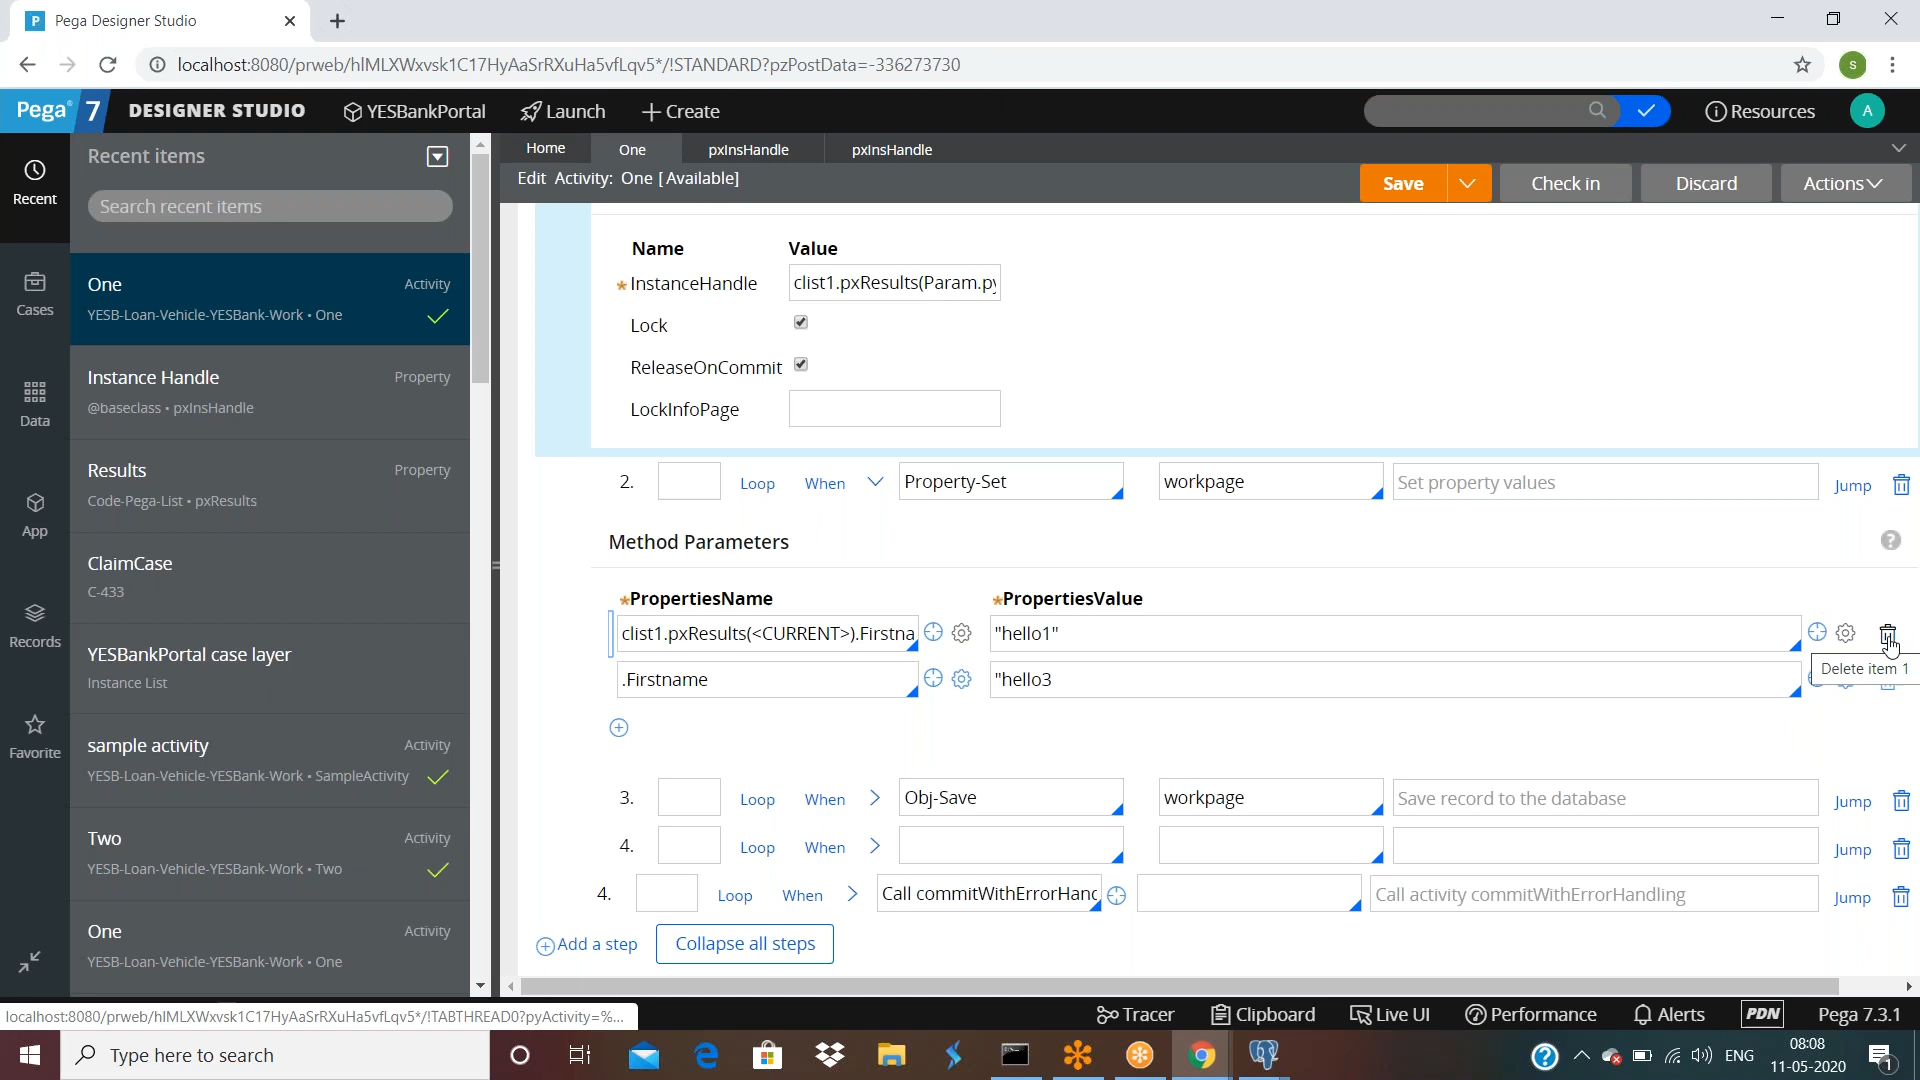 Pega Designer Studio
localhost:8080/prweb/hIMLXWxvsk1C17HyAaSrRXuHa5vfLqv5*/!STANDARD?pzPostData=-336273730
s
Pega 7 DESIGNER STUDIO YESBankPortal Launch Create Resources A
Recent items
Search recent items
Recent
Cases
Data
App
Records
Favorite
One Activity
YESB-Loan-Vehicle-YESBank-Work • One
Instance Handle Property
@baseclass • pxInsHandle
Results Property
Code-Pega-List • pxResults
ClaimCase
C-433
YESBankPortal case layer
Instance List
sample activity Activity
YESB-Loan-Vehicle-YESBank-Work • SampleActivity
Two Activity
YESB-Loan-Vehicle-YESBank-Work • Two
One Activity
YESB-Loan-Vehicle-YESBank-Work • One
Home One pxInsHandle pxInsHandle
Edit Activity: One [Available]
Save Check in Discard Actions
Name Value
*InstanceHandle clist1.pxResults(Param.py
Lock
ReleaseOnCommit
LockInfoPage
2. Loop When Property-Set workpage Set property values Jump
Method Parameters ?
*PropertiesName *PropertiesValue
clist1.pxResults(<CURRENT>).Firstna "hello1"
Delete item 1
.Firstname "hello3
3. Loop When Obj-Save workpage Save record to the database Jump
4. Loop When Jump
4. Loop When Call commitWithErrorHanc Call activity commitWithErrorHandling Jump
Add a step Collapse all steps
localhost:8080/prweb/hIMLXWxvsk1C17HyAaSrRXuHa5vfLqv5*/!TABTHREAD0?pyActivity=%...
Tracer Clipboard Live UI Performance Alerts PDN Pega 7.3.1
Type here to search
ENG
08:08
11-05-2020
1